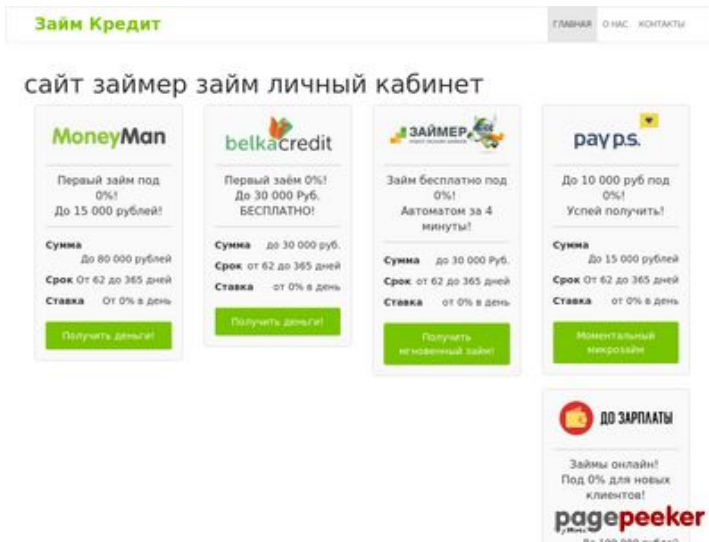 Займ Кредит
ГЛАВНАЯ О НАС КОНТАКТЫ
сайт займер займ личный кабинет
MoneyMan
Первый займ под
0%!
До 15 000 рублей!
Сумма
До 80 000 рублей
Срок От 62 до 365 дней
Ставка От 0% в день
Получить деньги!
belkacredit
Первый заём 0%!
До 30 000 Руб.
БЕСПЛАТНО!
Сумма до 30 000 руб.
Срок от 62 до 365 дней
Ставка от 0% в день
Получить деньги!
ЗАЙМЕР
Займ бесплатно под
0%!
Автоматом за 4
минуты!
Сумма до 30 000 Руб.
Срок от 62 до 365 дней
Ставка от 0% в день
Получить
мгновенный займ!
pay p.s.
До 10 000 руб под
0%!
Успей получить!
Сумма
До 15 000 рублей
Срок От 62 до 365 дней
Ставка От 0% в день
Моментальный
микрозайм
ДО ЗАРПЛАТЫ
Займы онлайн!
Под 0% для новых
клиентов!
pagepeeker
До 100 000 рублей